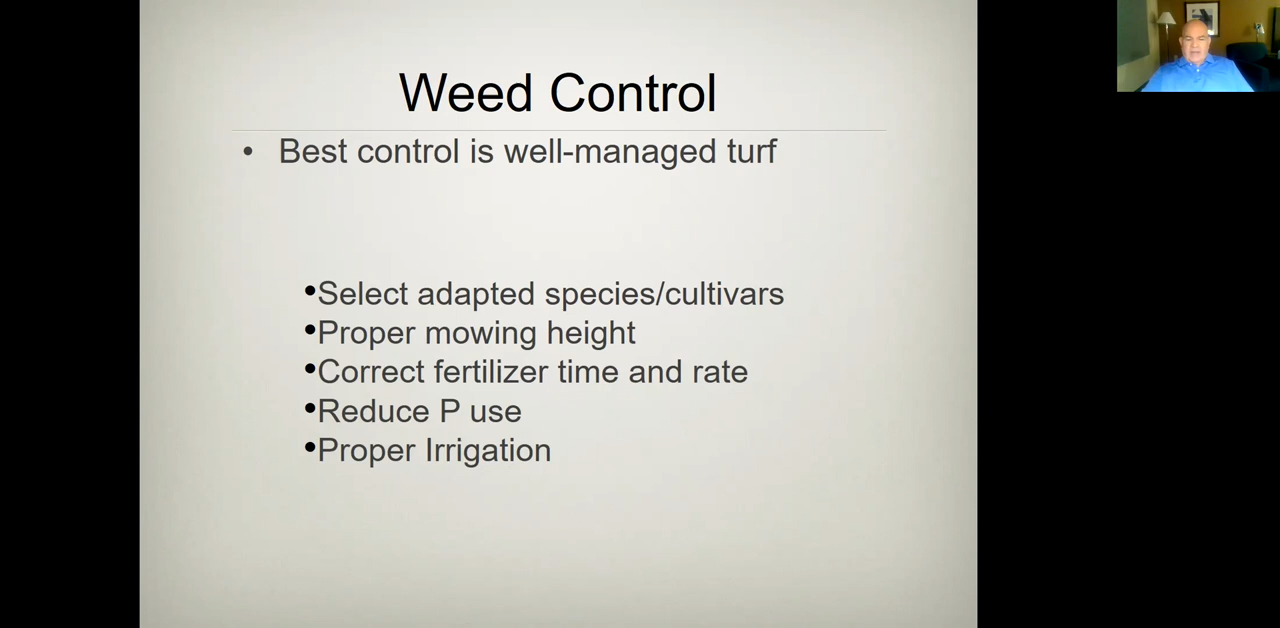 Weed Control
• Best control is well-managed turf
•Select adapted species/cultivars
•Proper mowing height
•Correct fertilizer time and rate
•Reduce P use
•Proper Irrigation